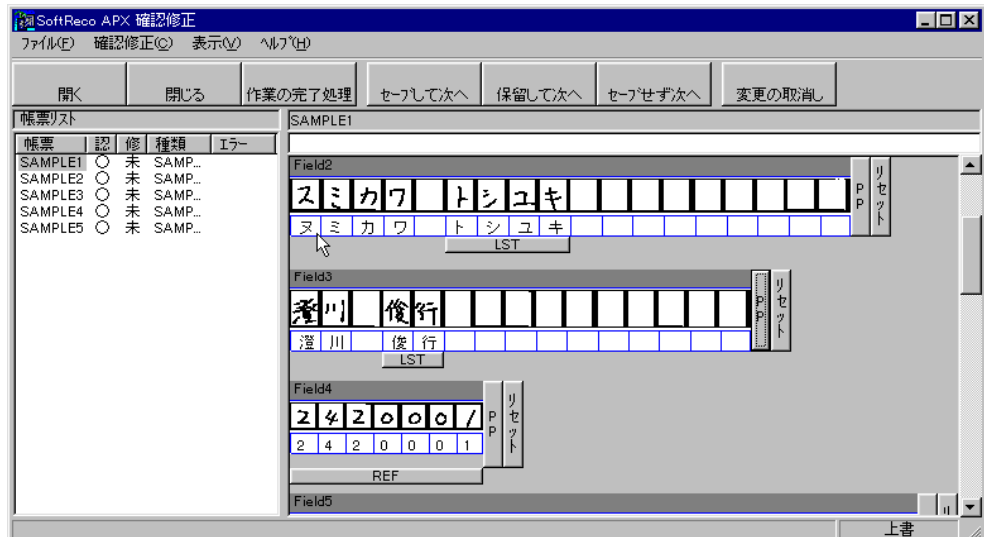 SoftReco APX 確認修正
ファイル(F) 確認修正(C) 表示(V) ヘルプ(H)
開く 閉じる 作業の完了処理 セーブして次へ 保留して次へ セーブせず次へ 変更の取消し
帳票リスト
SAMPLE1
帳票 認 修 種類 エラー
SAMPLE1 ○ 未 SAMP...
SAMPLE2 ○ 未 SAMP...
SAMPLE3 ○ 未 SAMP...
SAMPLE4 ○ 未 SAMP...
SAMPLE5 ○ 未 SAMP...
Field2
スミカワ トシユキ
ヌミカワ トシユキ
LST
PP
リセット
Field3
澄川 俊行
澄川 俊行
LST
PP
リセット
Field4
2420001
2420001
REF
PP
リセット
Field5
上書